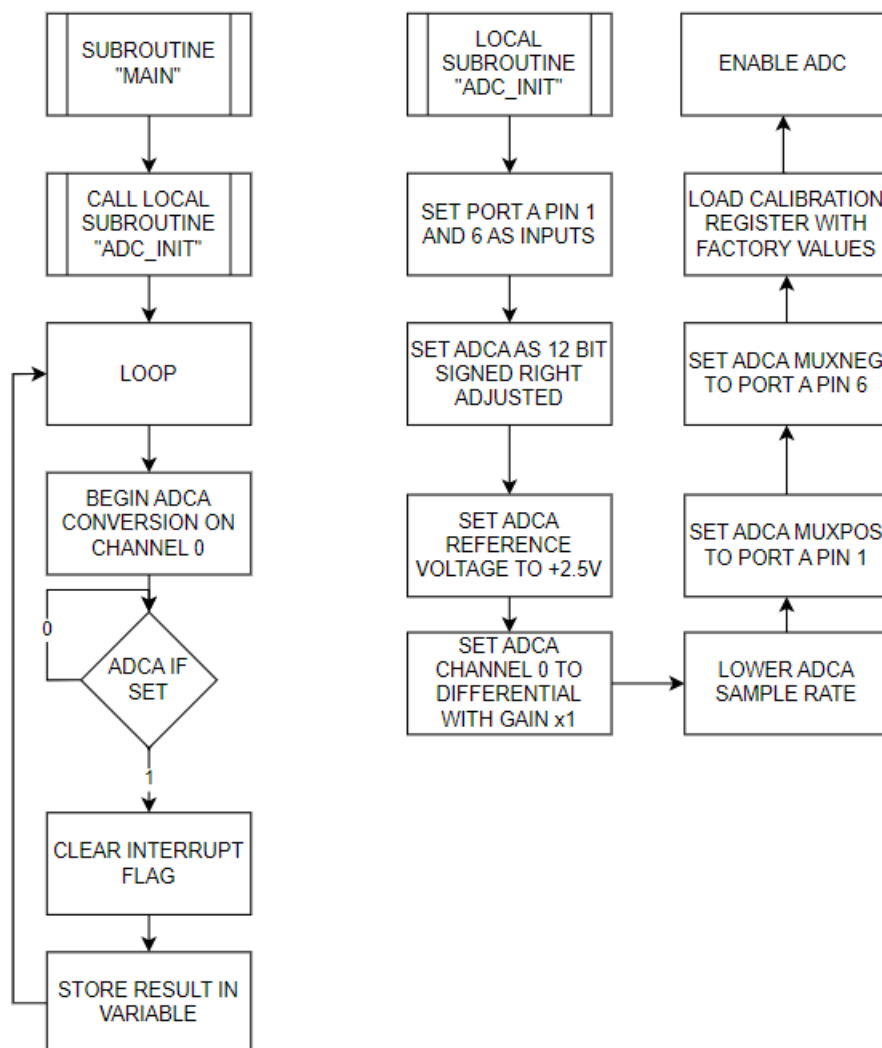 SUBROUTINE
"MAIN"
CALL LOCAL
SUBROUTINE
"ADC_INIT"
LOOP
BEGIN ADCA
CONVERSION ON
CHANNEL 0
0
ADCA IF
SET
1
CLEAR INTERRUPT
FLAG
STORE RESULT IN
VARIABLE
LOCAL
SUBROUTINE
"ADC_INIT"
SET PORT A PIN 1
AND 6 AS INPUTS
SET ADCA AS 12 BIT
SIGNED RIGHT
ADJUSTED
SET ADCA
REFERENCE
VOLTAGE TO +2.5V
SET ADCA
CHANNEL 0 TO
DIFFERENTIAL
WITH GAIN x1
LOWER ADCA
SAMPLE RATE
SET ADCA MUXPOS
TO PORT A PIN 1
SET ADCA MUXNEG
TO PORT A PIN 6
LOAD CALIBRATION
REGISTER WITH
FACTORY VALUES
ENABLE ADC